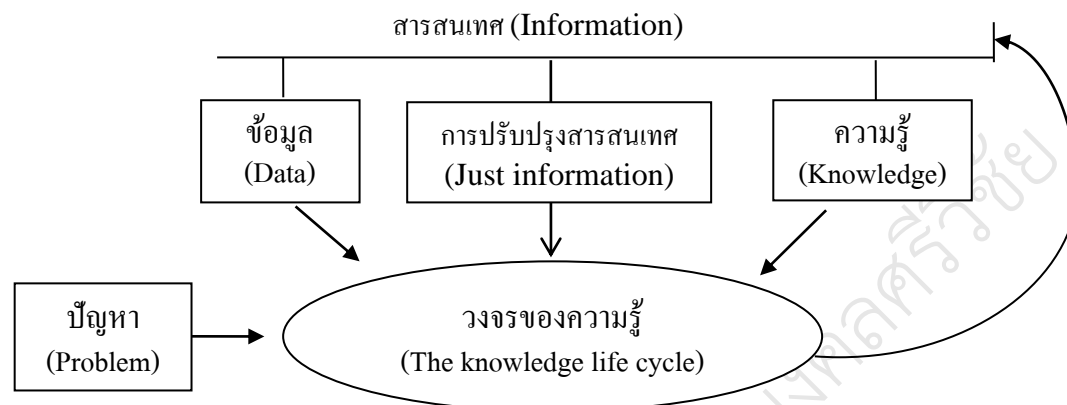 สารสนเทศ (Information)
ข้อมูล
(Data)
การปรับปรุงสารสนเทศ
(Just information)
ความรู้
(Knowledge)
ปัญหา
(Problem)
วงจรของความรู้
(The knowledge life cycle)